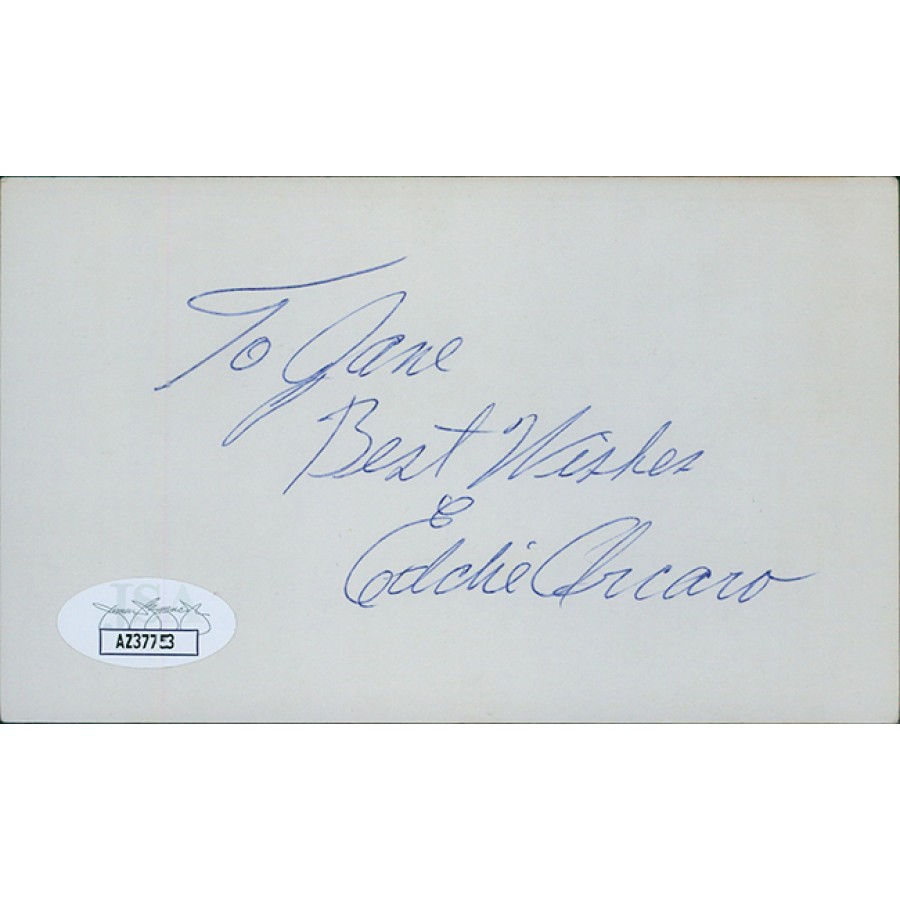 To Jane
Best Wishes
Eddie Arcaro
JSA
AZ37753